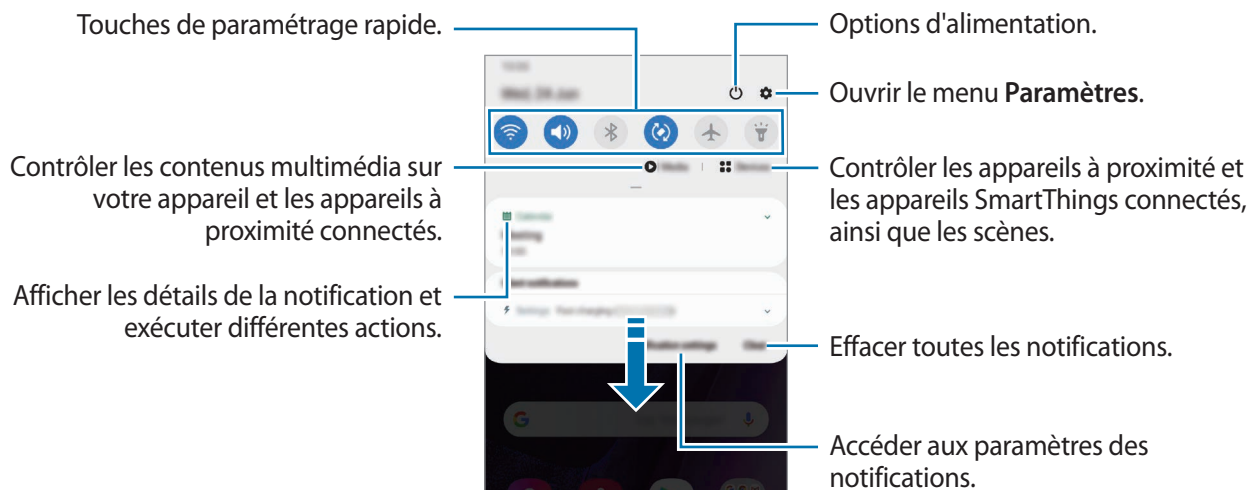 Touches de paramétrage rapide.
Options d'alimentation.
Ouvrir le menu Paramètres.
Contrôler les contenus multimédia sur
votre appareil et les appareils à
proximité connectés.
Contrôler les appareils à proximité et
les appareils SmartThings connectés,
ainsi que les scènes.
Afficher les détails de la notification et
exécuter différentes actions.
Effacer toutes les notifications.
Accéder aux paramètres des
notifications.